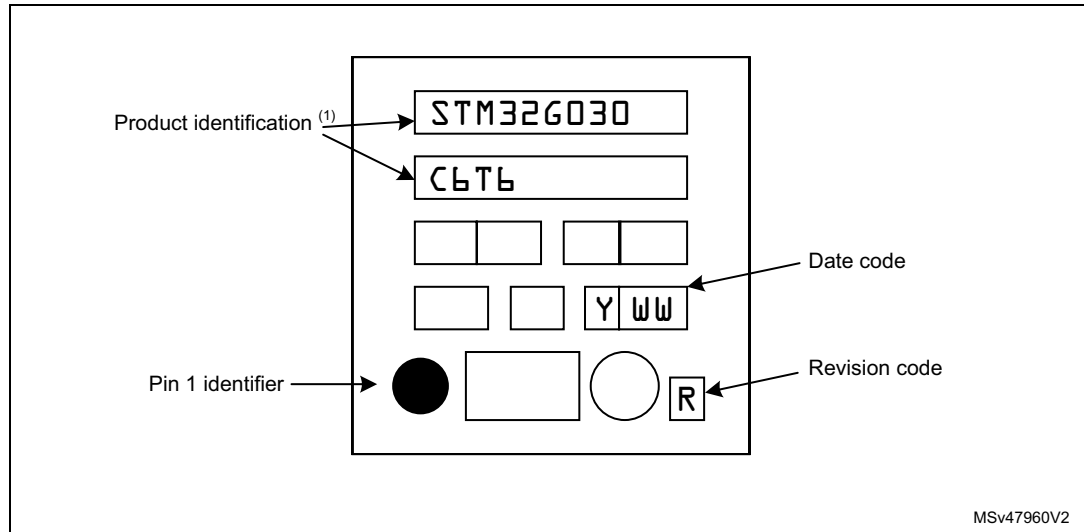 STM32G030
Product identification (1)
C6T6
Date code
Y WW
Pin 1 identifier
Revision code
R
MSv47960V2